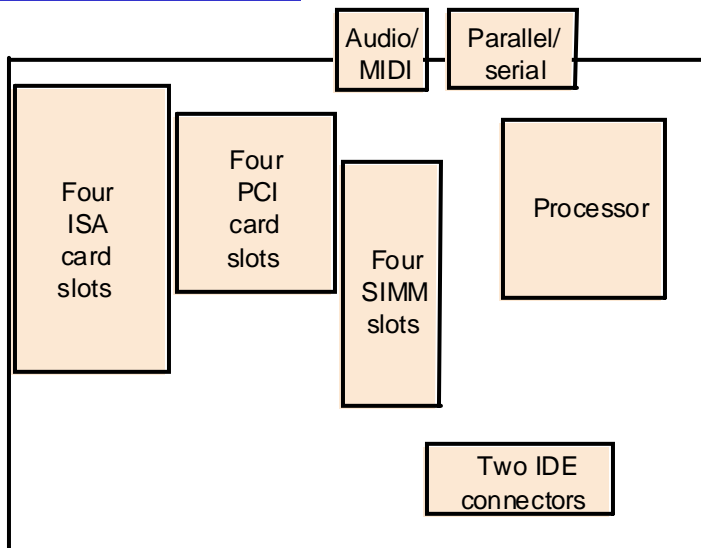 Audio/
MIDI
Parallel/
serial
Four
ISA
card
slots
Four
PCI
card
slots
Four
SIMM
slots
Processor
Two IDE
connectors